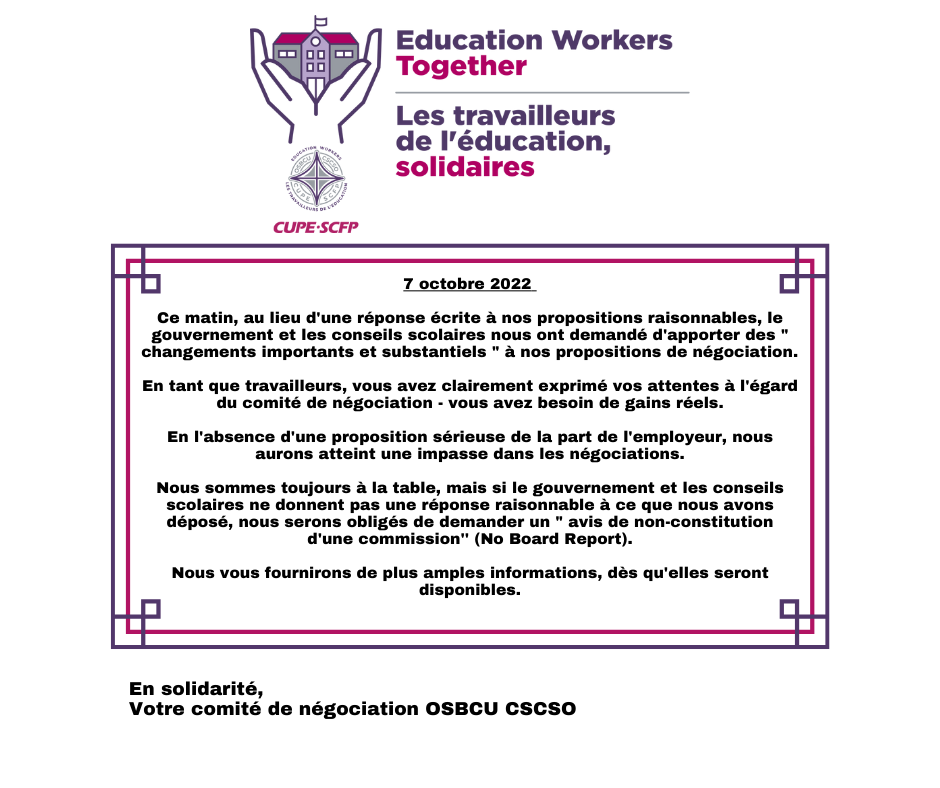 Education Workers
Together
Les travailleurs
de l'éducation,
solidaires
EDUCATION WORKERS
OSBCU CSCSO
CUPE SCFP
LES TRAVAILLEURS DE L'ÉDUCATION
CUPE·SCFP
7 octobre 2022
Ce matin, au lieu d'une réponse écrite à nos propositions raisonnables, le
gouvernement et les conseils scolaires nous ont demandé d'apporter des "
changements importants et substantiels " à nos propositions de négociation.
En tant que travailleurs, vous avez clairement exprimé vos attentes à l'égard
du comité de négociation - vous avez besoin de gains réels.
En l'absence d'une proposition sérieuse de la part de l'employeur, nous
aurons atteint une impasse dans les négociations.
Nous sommes toujours à la table, mais si le gouvernement et les conseils
scolaires ne donnent pas une réponse raisonnable à ce que nous avons
déposé, nous serons obligés de demander un " avis de non-constitution
d'une commission'' (No Board Report).
Nous vous fournirons de plus amples informations, dès qu'elles seront
disponibles.
En solidarité,
Votre comité de négociation OSBCU CSCSO